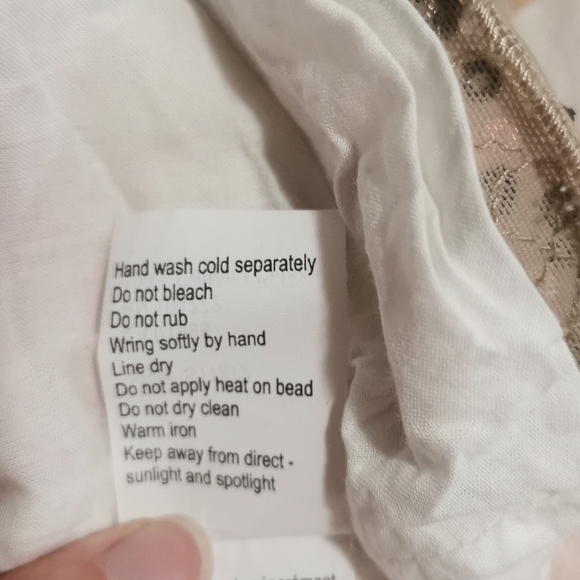 Hand wash cold separately
Do not bleach
Do not rub
Wring softly by hand
Line dry
Do not apply heat on bead
Do not dry clean
Warm iron
Keep away from direct -
sunlight and spotlight